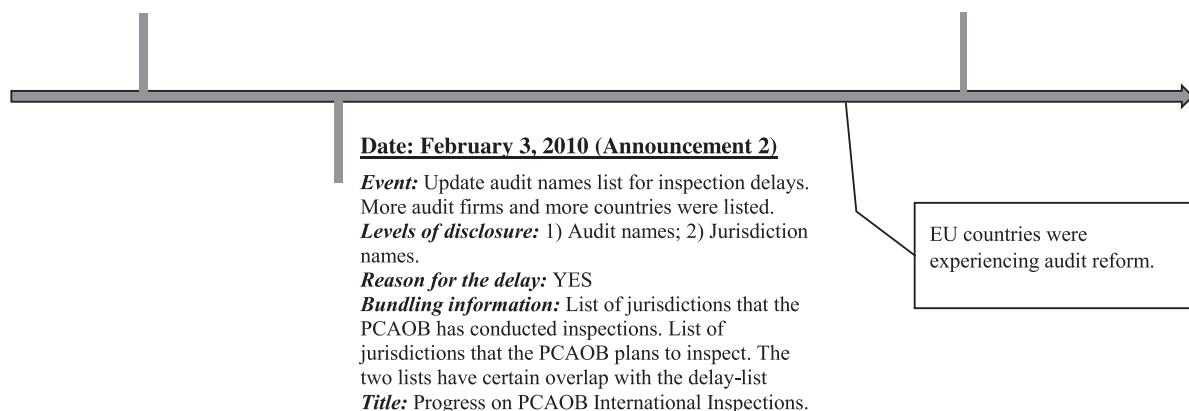 Date: February 3, 2010 (Announcement 2)
Event: Update audit names list for inspection delays.
More audit firms and more countries were listed.
Levels of disclosure: 1) Audit names; 2) Jurisdiction
names.
Reason for the delay: YES
Bundling information: List of jurisdictions that the
PCAOB has conducted inspections. List of
jurisdictions that the PCAOB plans to inspect. The
two lists have certain overlap with the delay-list
Title: Progress on PCAOB International Inspections.
EU countries were
experiencing audit reform.